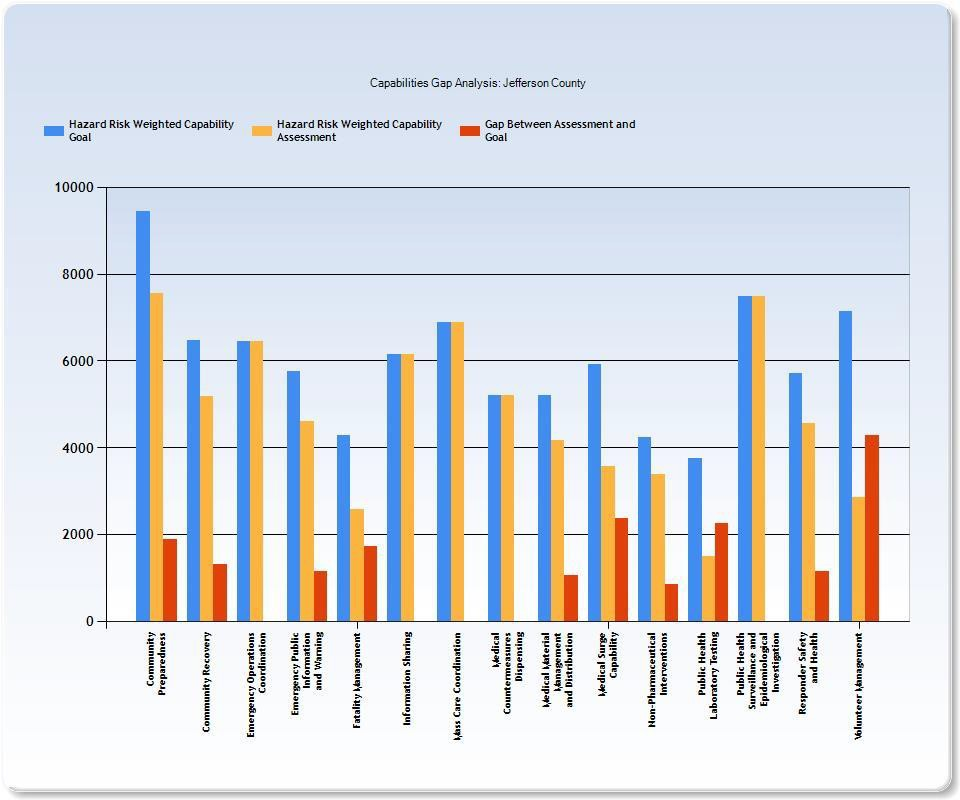 Capabilities Gap Analysis: Jefferson County
Hazard Risk Weighted Capability
Goal
Hazard Risk Weighted Capability
Assessment
Gap Between Assessment and
Goal
10000
8000
6000
4000
2000
0
Community
Preparedness
Community Recovery
Emergency Operations
Coordination
Emergency Public
Information
and Warning
Fatality Management
Information Sharing
Mass Care Coordination
Medical
Countermeasures
Dispensing
Medical Material
Management
and Distribution
Medical Surge
Capability
Non-Pharmaceutical
Interventions
Public Health
Laboratory Testing
Public Health
Surveillance and
Epidemiological
Investigation
Responder Safety
and Health
Volunteer Management